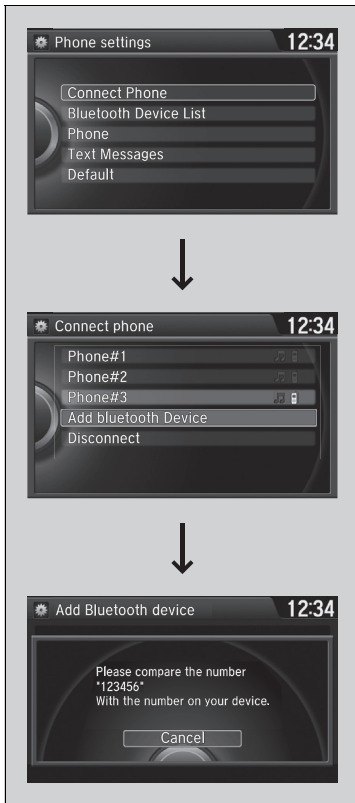 Phone settings 12:34
Connect Phone
Bluetooth Device List
Phone
Text Messages
Default
Connect phone 12:34
Phone#1
Phone#2
Phone#3
Add bluetooth Device
Disconnect
Add Bluetooth device 12:34
Please compare the number
"123456"
With the number on your device.
Cancel